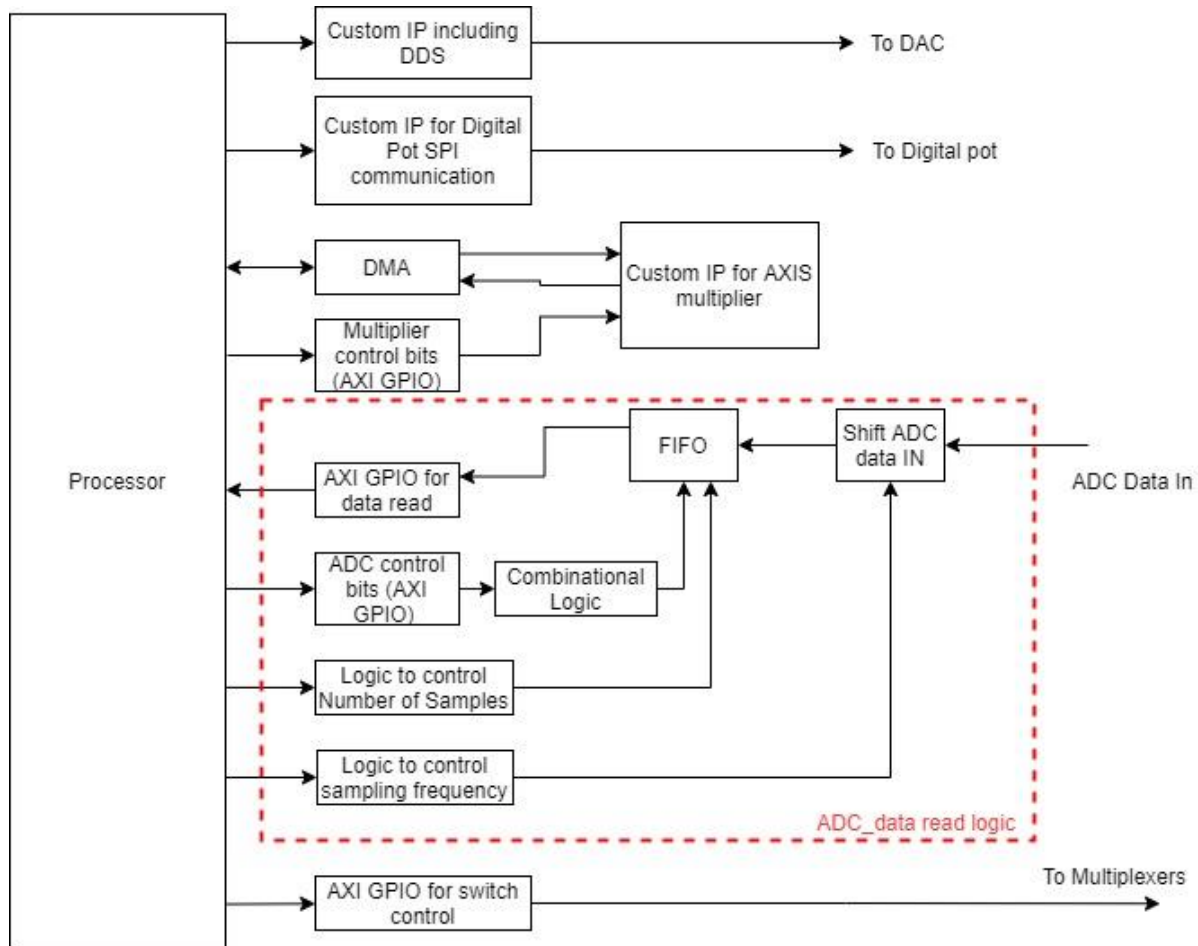 Custom IP including
DDS
To DAC
Custom IP for Digital
Pot SPI
communication
To Digital pot
DMA
Custom IP for AXIS
multiplier
Multiplier
control bits
(AXI GPIO)
Processor
AXI GPIO for
data read
FIFO
Shift ADC
data IN
ADC Data In
ADC control
bits (AXI
GPIO)
Combinational
Logic
Logic to control
Number of Samples
Logic to control
sampling frequency
ADC_data read logic
AXI GPIO for switch
control
To Multiplexers